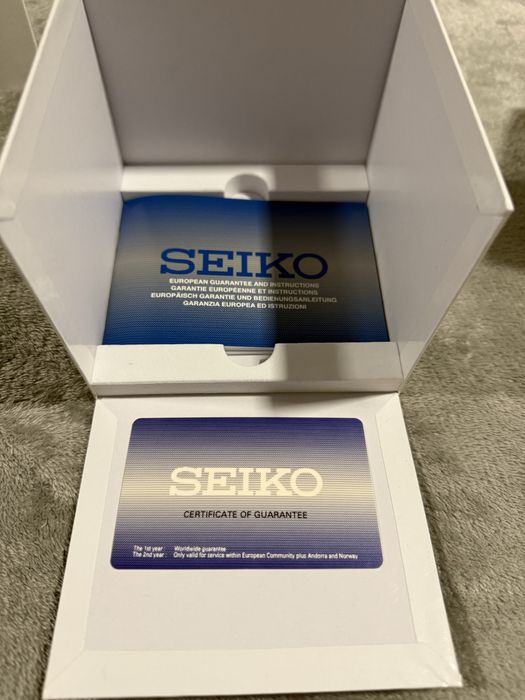 SEIKO
EUROPEAN GUARANTEE AND INSTRUCTIONS
GARANTIE EUROPÉENNE ET INSTRUCTIONS
EUROPÄISCH GARANTIE UND BEDIENUNGSANLEITUNG
GARANZIA EUROPEA ED ISTRUZIONI
SEIKO
CERTIFICATE OF GUARANTEE
The 1st year : Worldwide guarantee
The 2nd year : Only valid for service within European Community plus Andorra and Norway